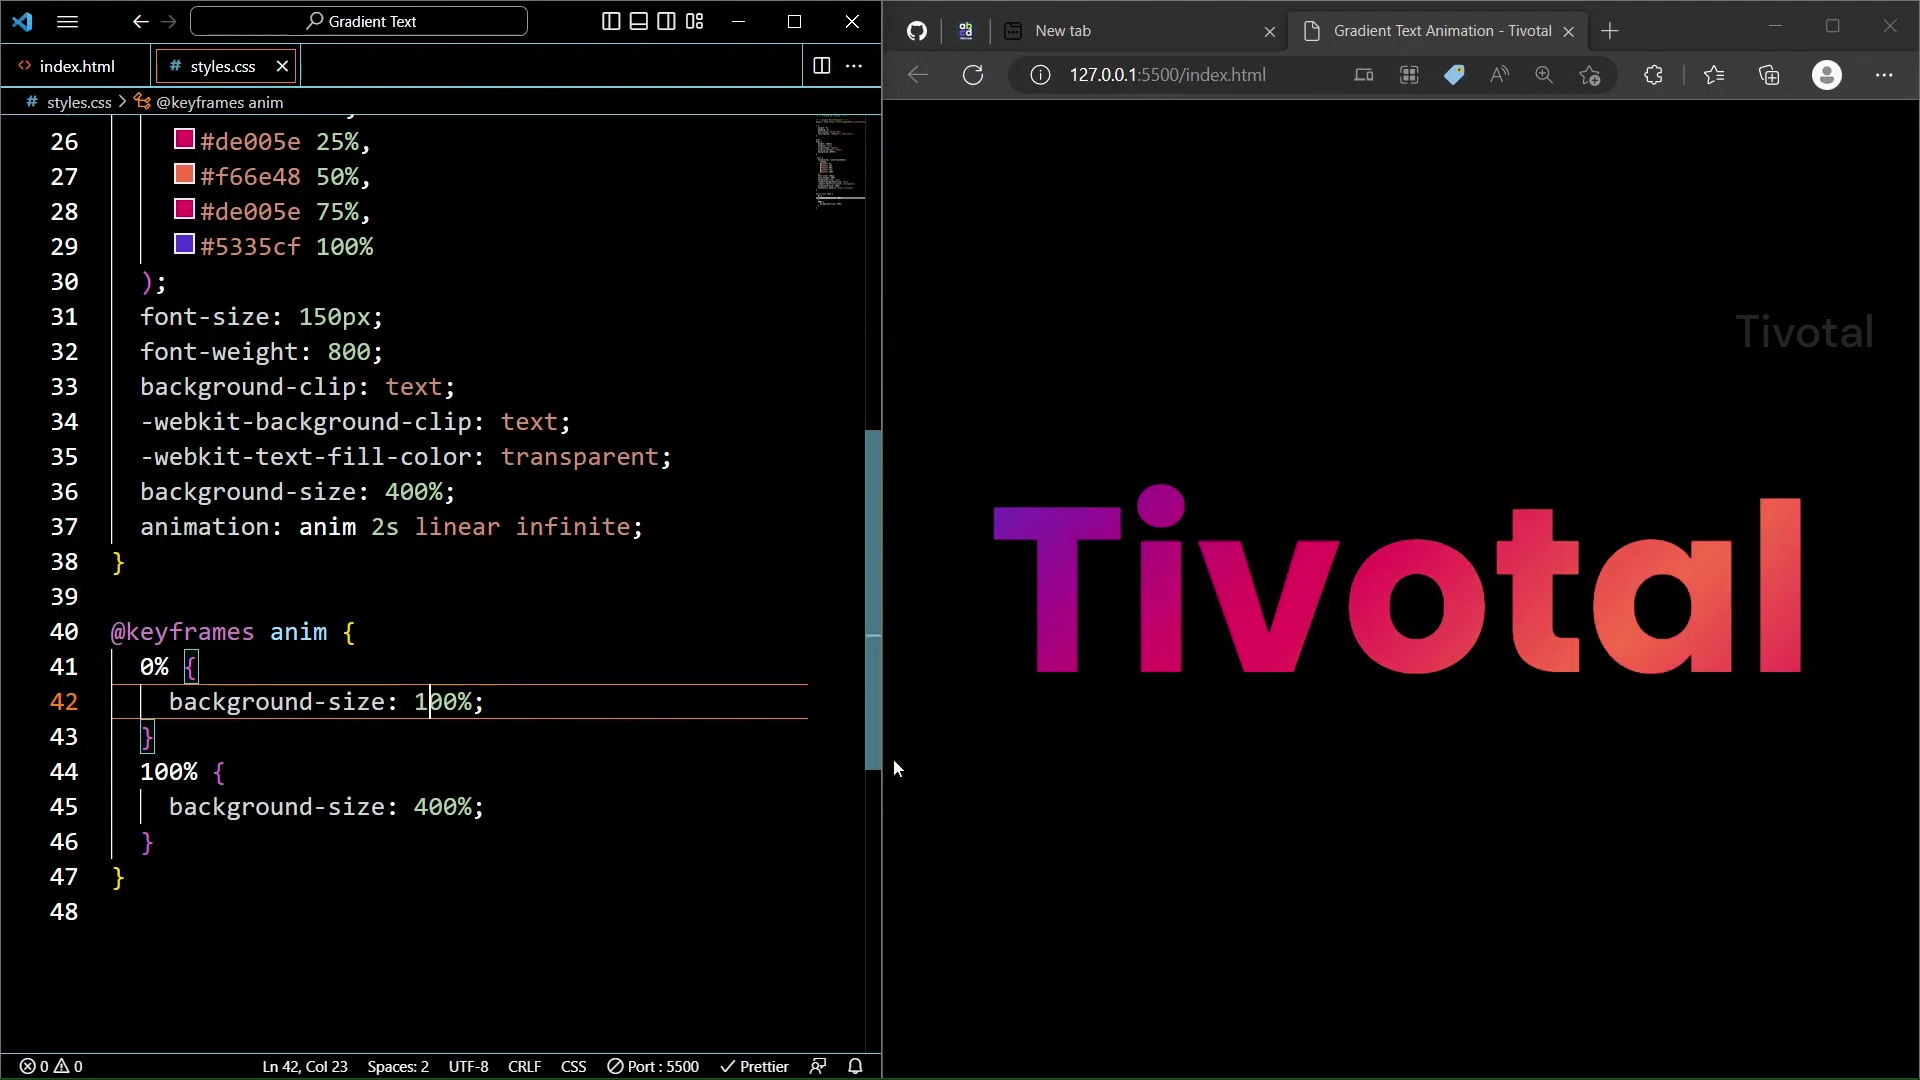 Gradient Text
index.html
# styles.css
# styles.css > @keyframes anim
26 #de005e 25%,
27 #f66e48 50%,
28 #de005e 75%,
29 #5335cf 100%
30 );
31 font-size: 150px;
32 font-weight: 800;
33 background-clip: text;
34 -webkit-background-clip: text;
35 -webkit-text-fill-color: transparent;
36 background-size: 400%;
37 animation: anim 2s linear infinite;
38 }
39
40 @keyframes anim {
41 0% {
42 background-size: 100%;
43 }
44 100% {
45 background-size: 400%;
46 }
47 }
48
0 0 Ln 42, Col 23 Spaces: 2 UTF-8 CRLF CSS Port : 5500 Prettier
New tab
Gradient Text Animation - Tivotal
127.0.0.1:5500/index.html
Tivotal
Tivotal